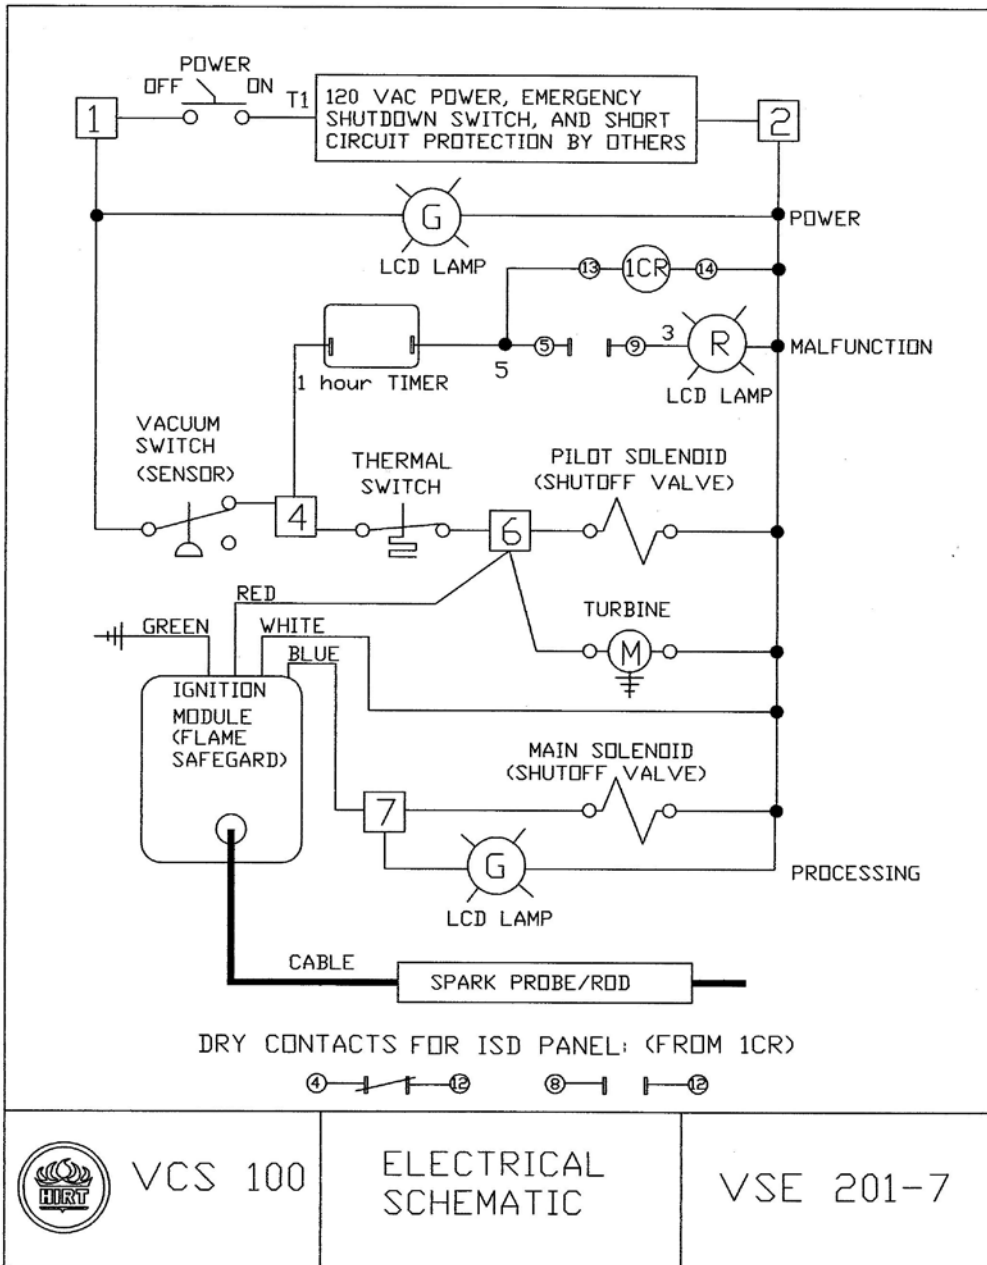 POWER
OFF ON
T1
1
120 VAC POWER, EMERGENCY
SHUTDOWN SWITCH, AND SHORT
CIRCUIT PROTECTION BY OTHERS
2
G
LCD LAMP
POWER
13 1CR 14
1 hour TIMER
5
5 9
3
R
LCD LAMP
MALFUNCTION
VACUUM
SWITCH
(SENSOR)
4
THERMAL
SWITCH
6
PILOT SOLENOID
(SHUTOFF VALVE)
RED
GREEN
WHITE
BLUE
TURBINE
M
IGNITION
MODULE
(FLAME
SAFEGARD)
7
MAIN SOLENOID
(SHUTOFF VALVE)
G
LCD LAMP
PROCESSING
CABLE
SPARK PROBE/ROD
DRY CONTACTS FOR ISD PANEL: (FROM 1CR)
4 12 8 12
HIRT
VCS 100
ELECTRICAL
SCHEMATIC
VSE 201-7